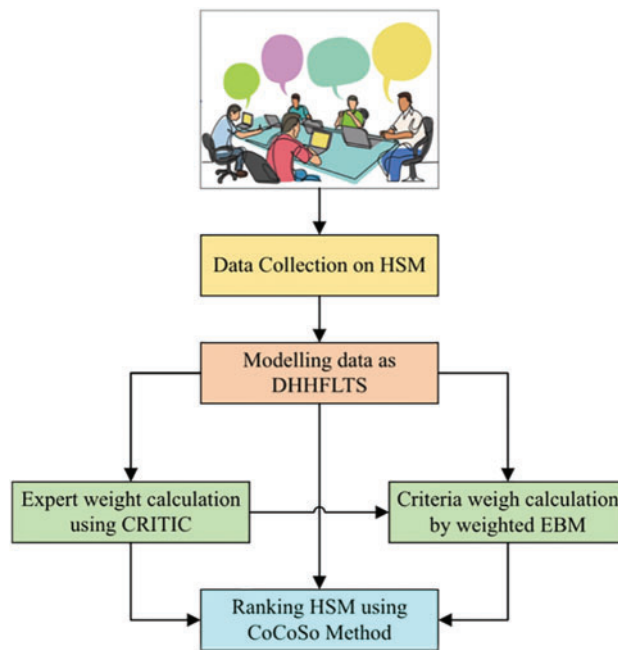 Data Collection on HSM
Modelling data as
DHHFLTS
Expert weight calculation
using CRITIC
Criteria weigh calculation
by weighted EBM
Ranking HSM using
CoCoSo Method